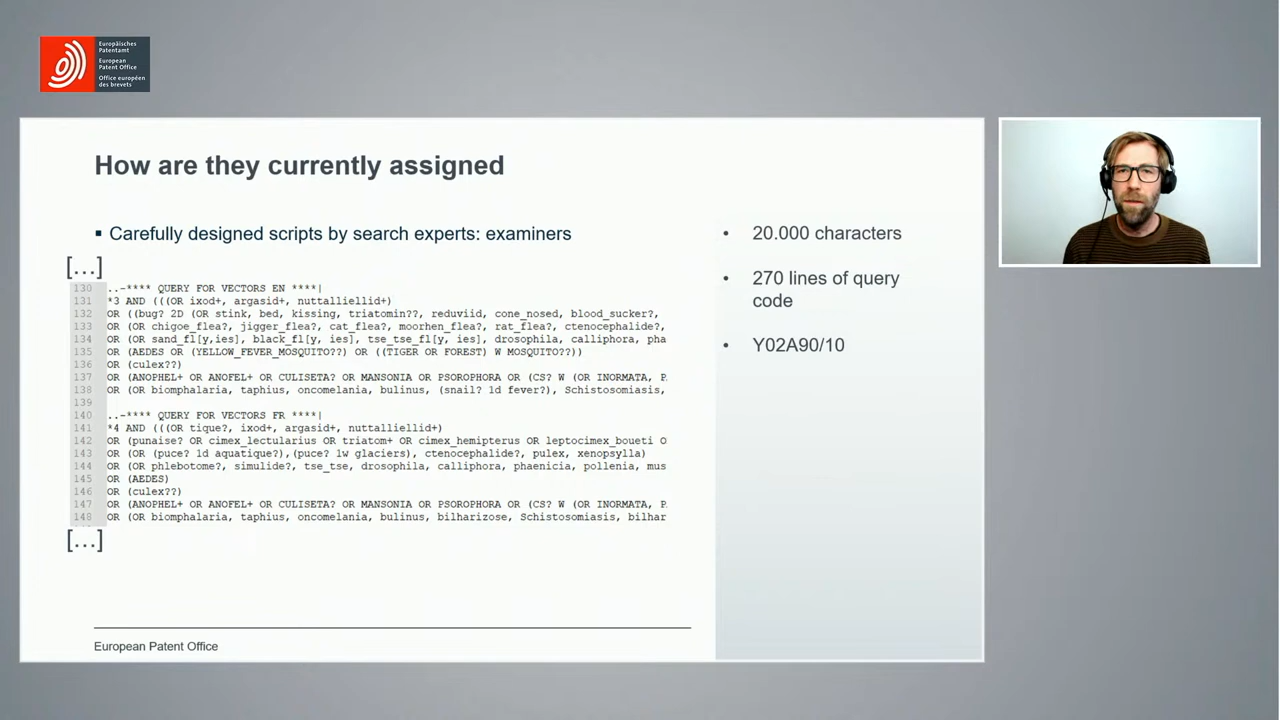 Europäisches
Patentamt
European
Patent Office
Office européen
des brevets
How are they currently assigned
▪ Carefully designed scripts by search experts: examiners
[...]
130 ..-**** QUERY FOR VECTORS EN ****|
131 *3 AND (((OR ixod+, argasid+, nuttalliellid+)
132 OR ((bug? 2D (OR stink, bed, kissing, triatomin??, reduviid, cone_nosed, blood_sucker?,
133 OR (OR chigoe_flea?, jigger_flea?, cat_flea?, moorhen_flea?, rat_flea?, ctenocephalide?,
134 OR (OR sand_fl[y,ies], black_fl[y, ies], tse_tse_fl[y, ies], drosophila, calliphora, pha
135 OR (AEDES OR (YELLOW_FEVER_MOSQUITO??) OR ((TIGER OR FOREST) W MOSQUITO??))
136 OR (culex??)
137 OR (ANOPHEL+ OR ANOFEL+ OR CULISETA? OR MANSONIA OR PSOROPHORA OR (CS? W (OR INORMATA, P
138 OR (OR biomphalaria, taphius, oncomelania, bulinus, (snail? 1d fever?), Schistosomiasis,
139
140 ..-**** QUERY FOR VECTORS FR ****|
141 *4 AND (((OR tique?, ixod+, argasid+, nuttalliellid+)
142 OR (punaise? OR cimex_lectularius OR triatom+ OR cimex_hemipterus OR leptocimex_boueti O
143 OR (OR (puce? 1d aquatique?),(puce? 1w glaciers), ctenocephalide?, pulex, xenopsylla)
144 OR (OR phlebotome?, simulide?, tse_tse, drosophila, calliphora, phaenicia, pollenia, mus
145 OR (AEDES)
146 OR (culex??)
147 OR (ANOPHEL+ OR ANOFEL+ OR CULISETA? OR MANSONIA OR PSOROPHORA OR (CS? W (OR INORMATA, P
148 OR (OR biomphalaria, taphius, oncomelania, bulinus, bilharizose, Schistosomiasis, bilhar
[...]
• 20.000 characters
• 270 lines of query
code
• Y02A90/10
European Patent Office